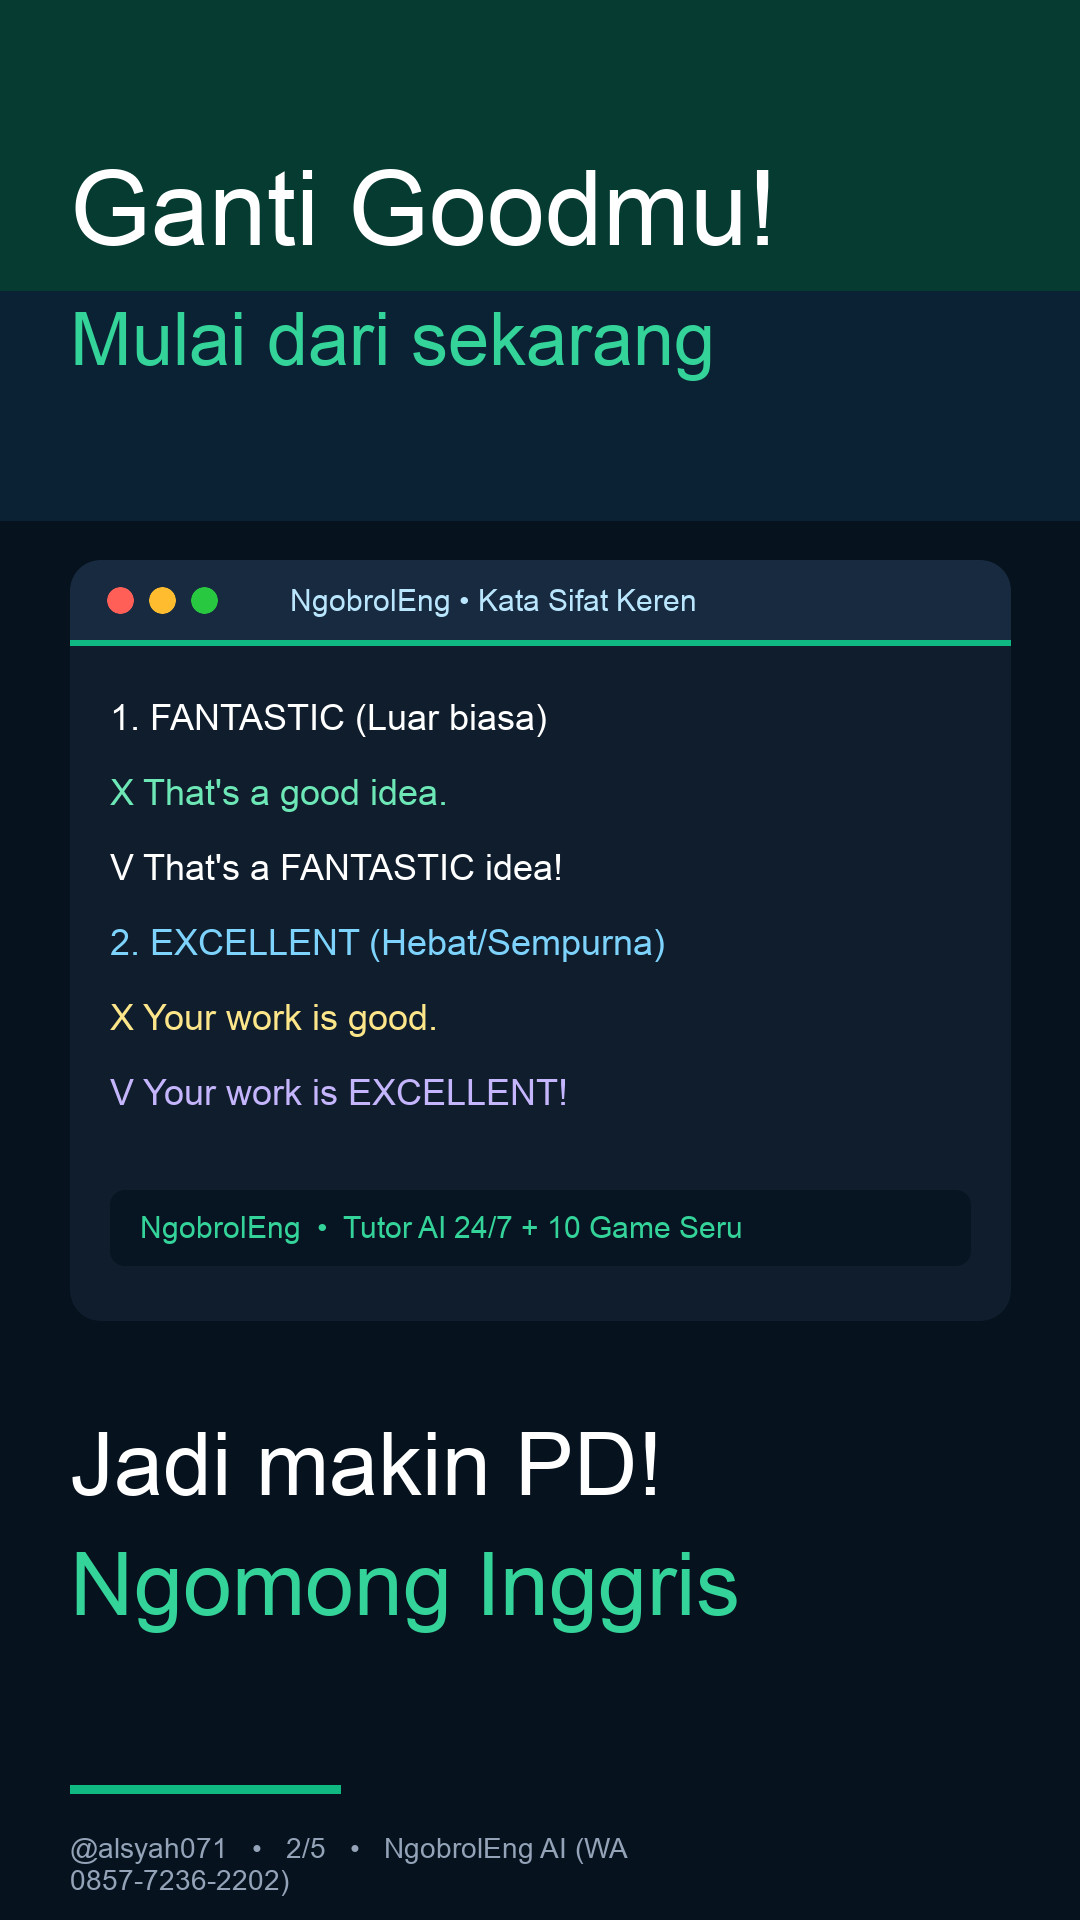 Ganti Goodmu!
Mulai dari sekarang
NgobrolEng • Kata Sifat Keren
1. FANTASTIC (Luar biasa)
X That's a good idea.
V That's a FANTASTIC idea!
2. EXCELLENT (Hebat/Sempurna)
X Your work is good.
V Your work is EXCELLENT!
NgobrolEng • Tutor AI 24/7 + 10 Game Seru
Jadi makin PD!
Ngomong Inggris
@alsyah071 • 2/5 • NgobrolEng AI (WA
0857-7236-2202)